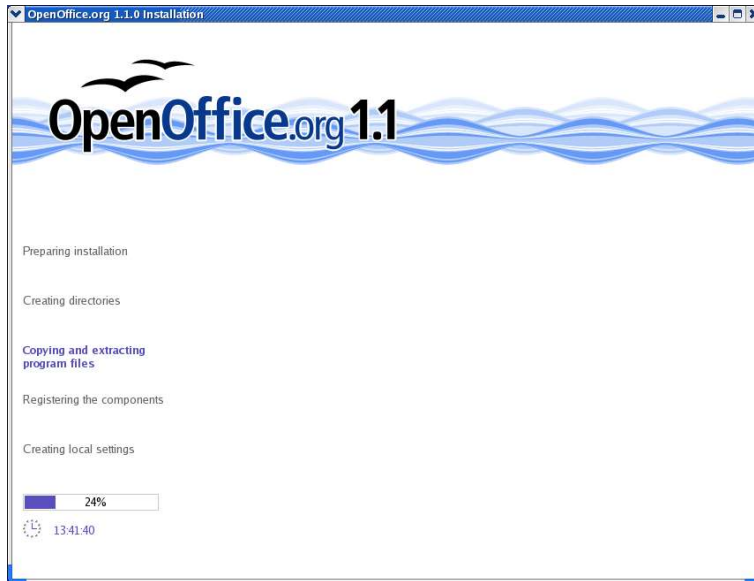 OpenOffice.org 1.1.0 Installation
OpenOffice.org 1.1
Preparing installation
Creating directories
Copying and extracting
program files
Registering the components
Creating local settings
24%
13:41:40